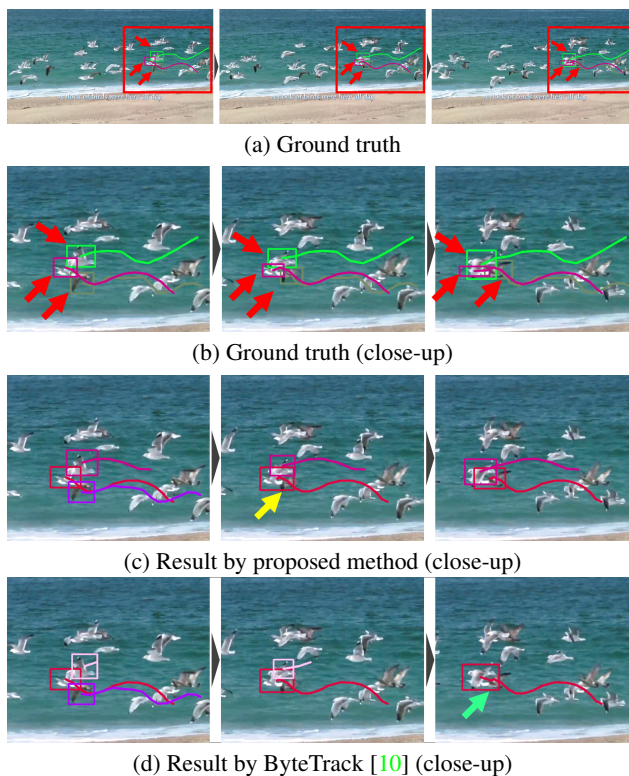 (a) Ground truth
(b) Ground truth (close-up)
(c) Result by proposed method (close-up)
(d) Result by ByteTrack [10] (close-up)